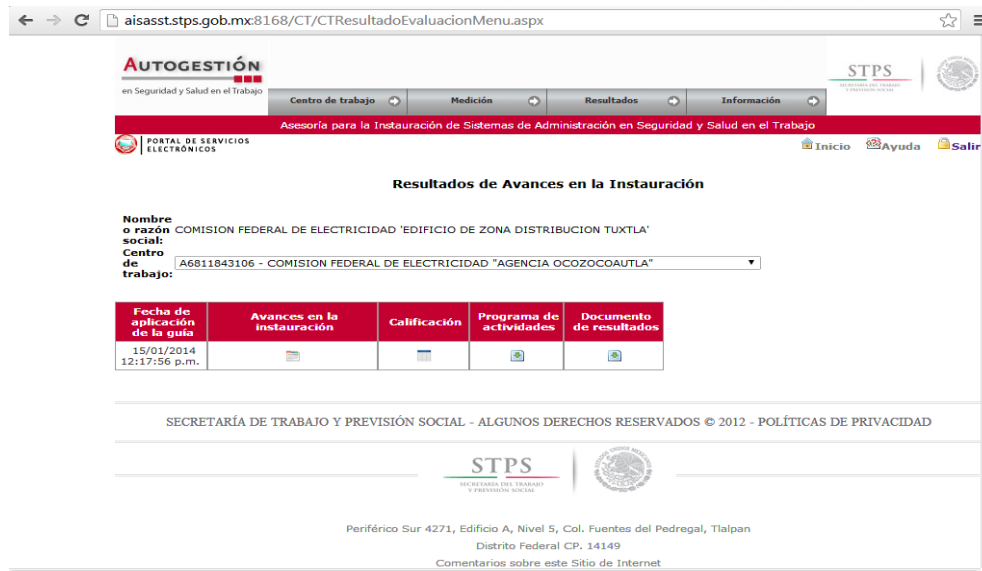 aisasst.stps.gob.mx:8168/CT/CTResultadoEvaluacionMenu.aspx
AUTOGESTIÓN
en Seguridad y Salud en el Trabajo
STPS
SECRETARÍA DEL TRABAJO
Y PREVISIÓN SOCIAL
Centro de trabajo Medición Resultados Información
Asesoría para la Instauración de Sistemas de Administración en Seguridad y Salud en el Trabajo
PORTAL DE SERVICIOS
ELECTRÓNICOS
Inicio Ayuda Salir
Resultados de Avances en la Instauración
Nombre
o razón COMISION FEDERAL DE ELECTRICIDAD 'EDIFICIO DE ZONA DISTRIBUCION TUXTLA'
social:
Centro
de A6811843106 - COMISION FEDERAL DE ELECTRICIDAD "AGENCIA OCOZOCOAUTLA"
trabajo:
Fecha de
aplicación
de la guía
Avances en la
instauración
Calificación
Programa de
actividades
Documento
de resultados
15/01/2014
12:17:56 p.m.
SECRETARÍA DE TRABAJO Y PREVISIÓN SOCIAL - ALGUNOS DERECHOS RESERVADOS © 2012 - POLÍTICAS DE PRIVACIDAD
STPS
SECRETARÍA DEL TRABAJO
Y PREVISIÓN SOCIAL
Periférico Sur 4271, Edificio A, Nivel 5, Col. Fuentes del Pedregal, Tlalpan
Distrito Federal CP. 14149
Comentarios sobre este Sitio de Internet